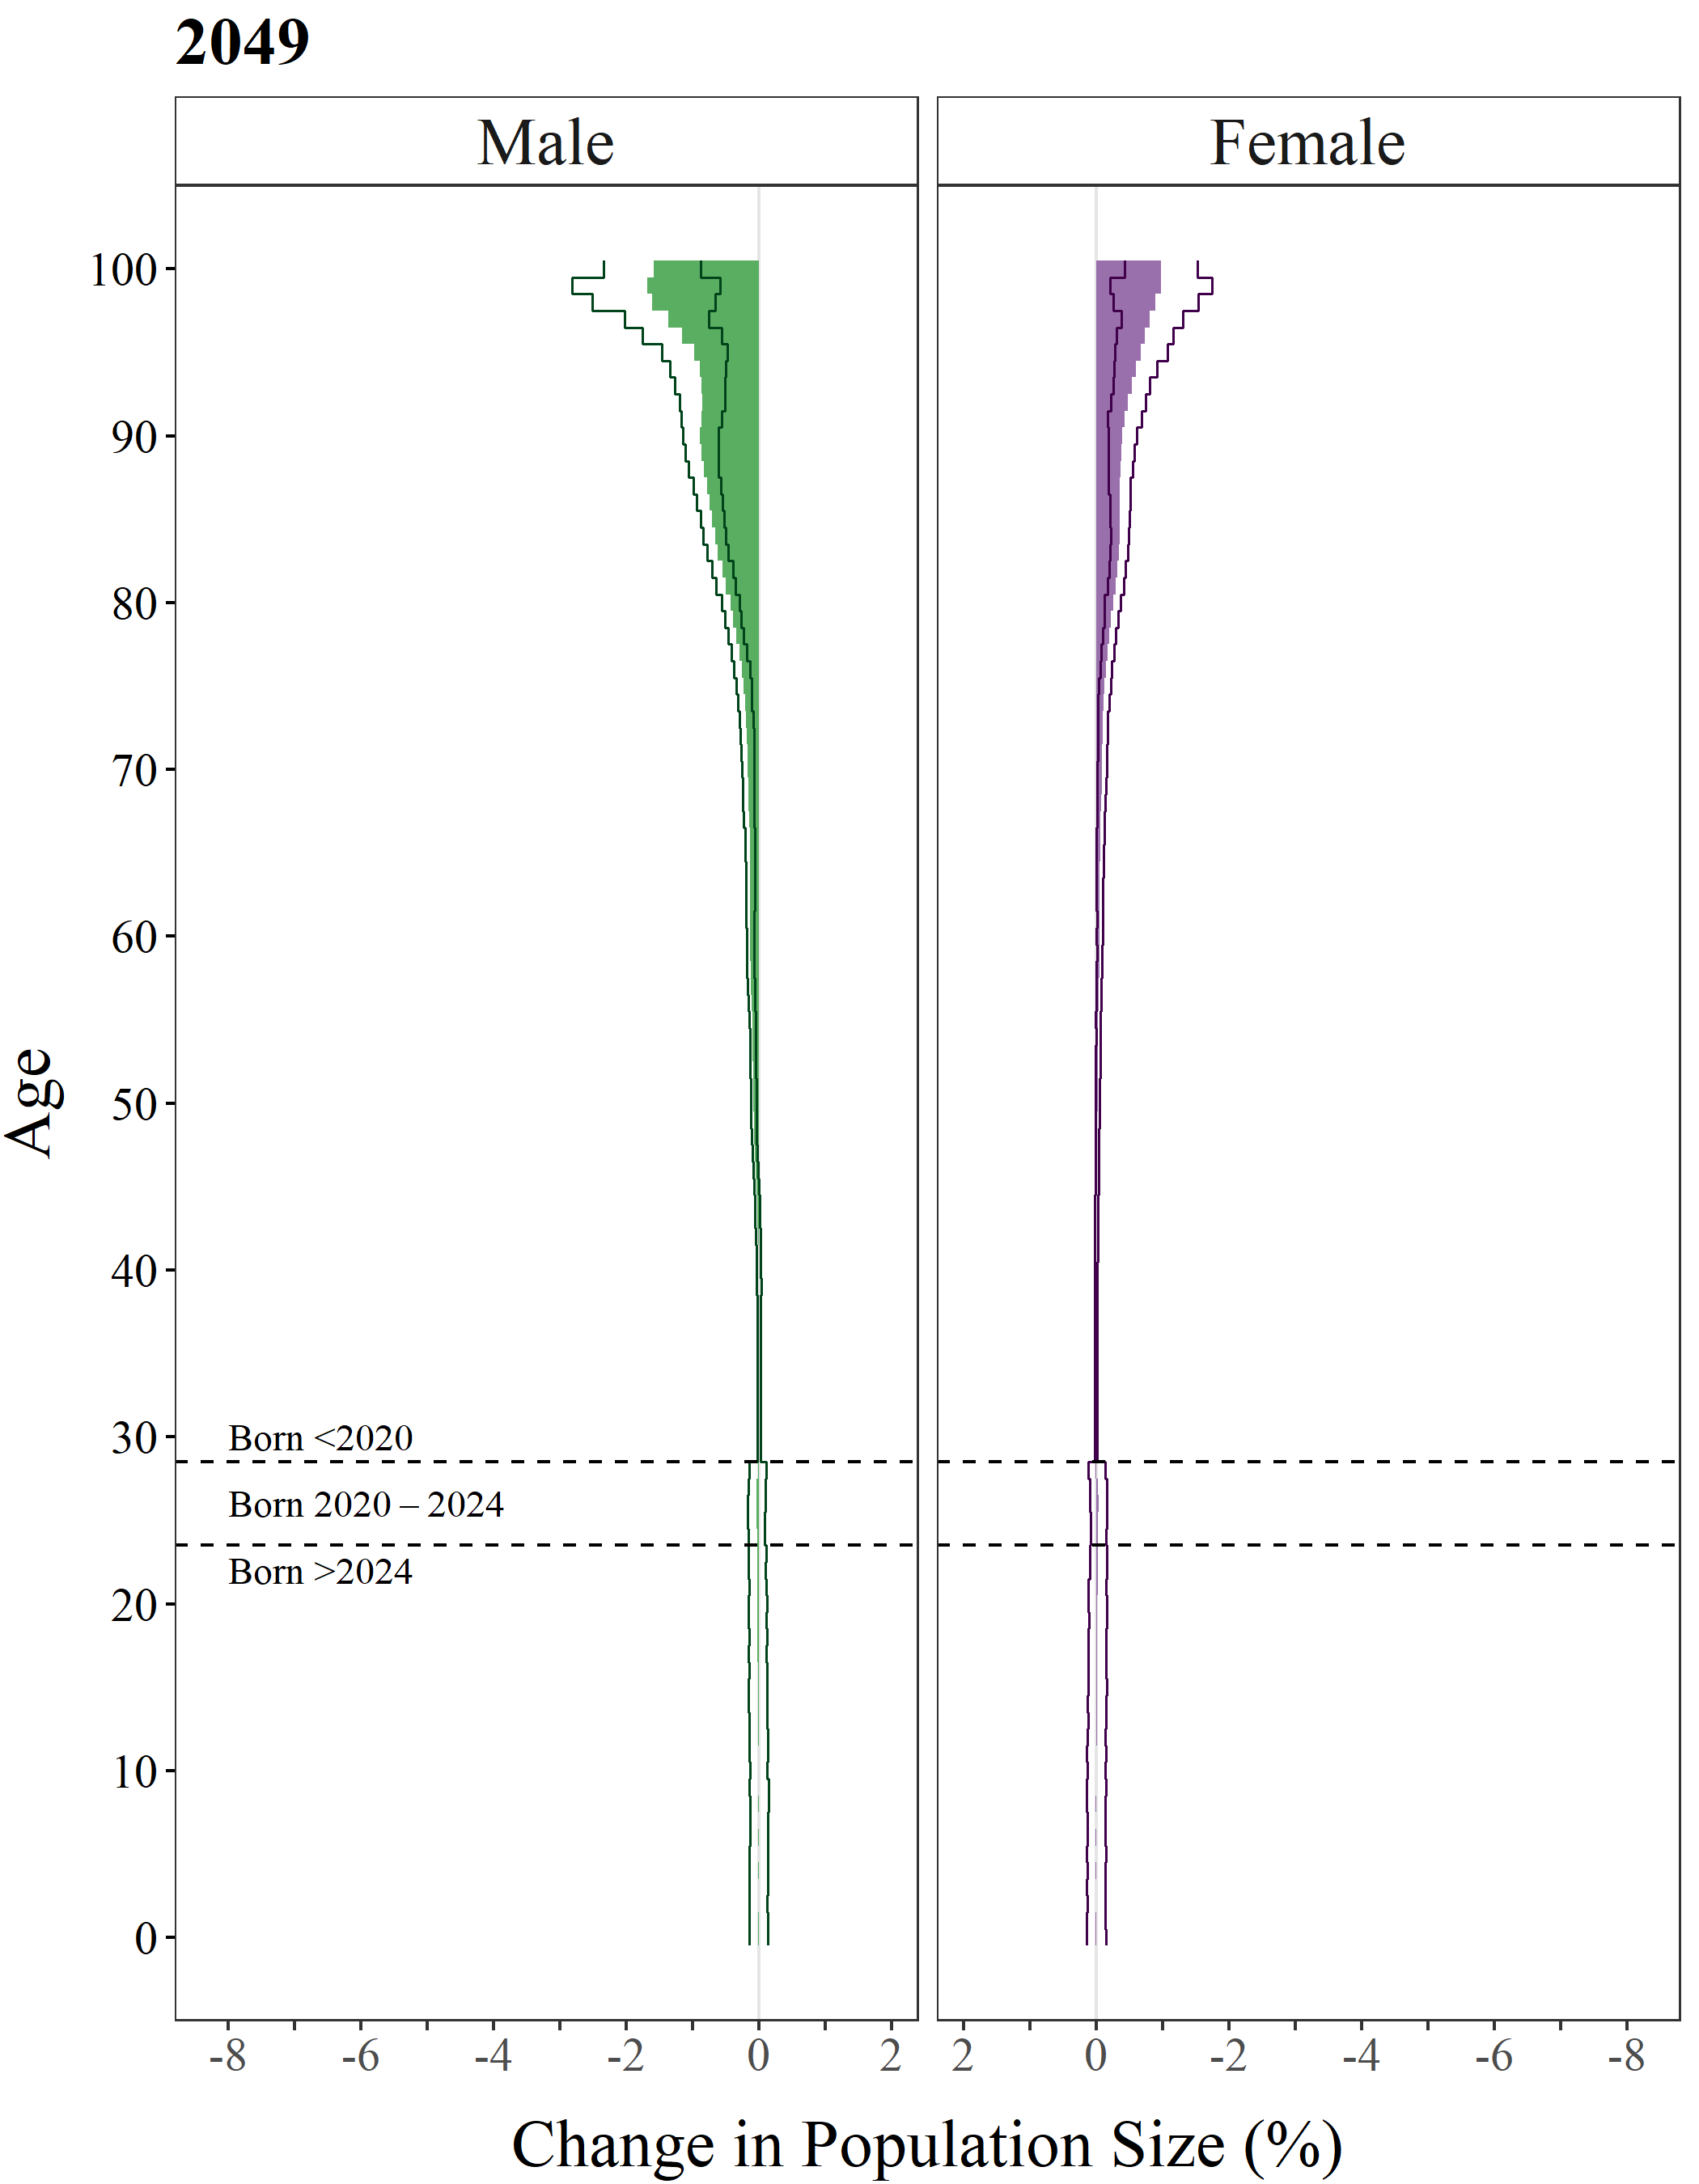 2049
Male
Female
100
90
80
70
60
50
40
30
20
10
0
Age
Born <2020
Born 2020 – 2024
Born >2024
-8 -6 -4 -2 0 2
2 0 -2 -4 -6 -8
Change in Population Size (%)